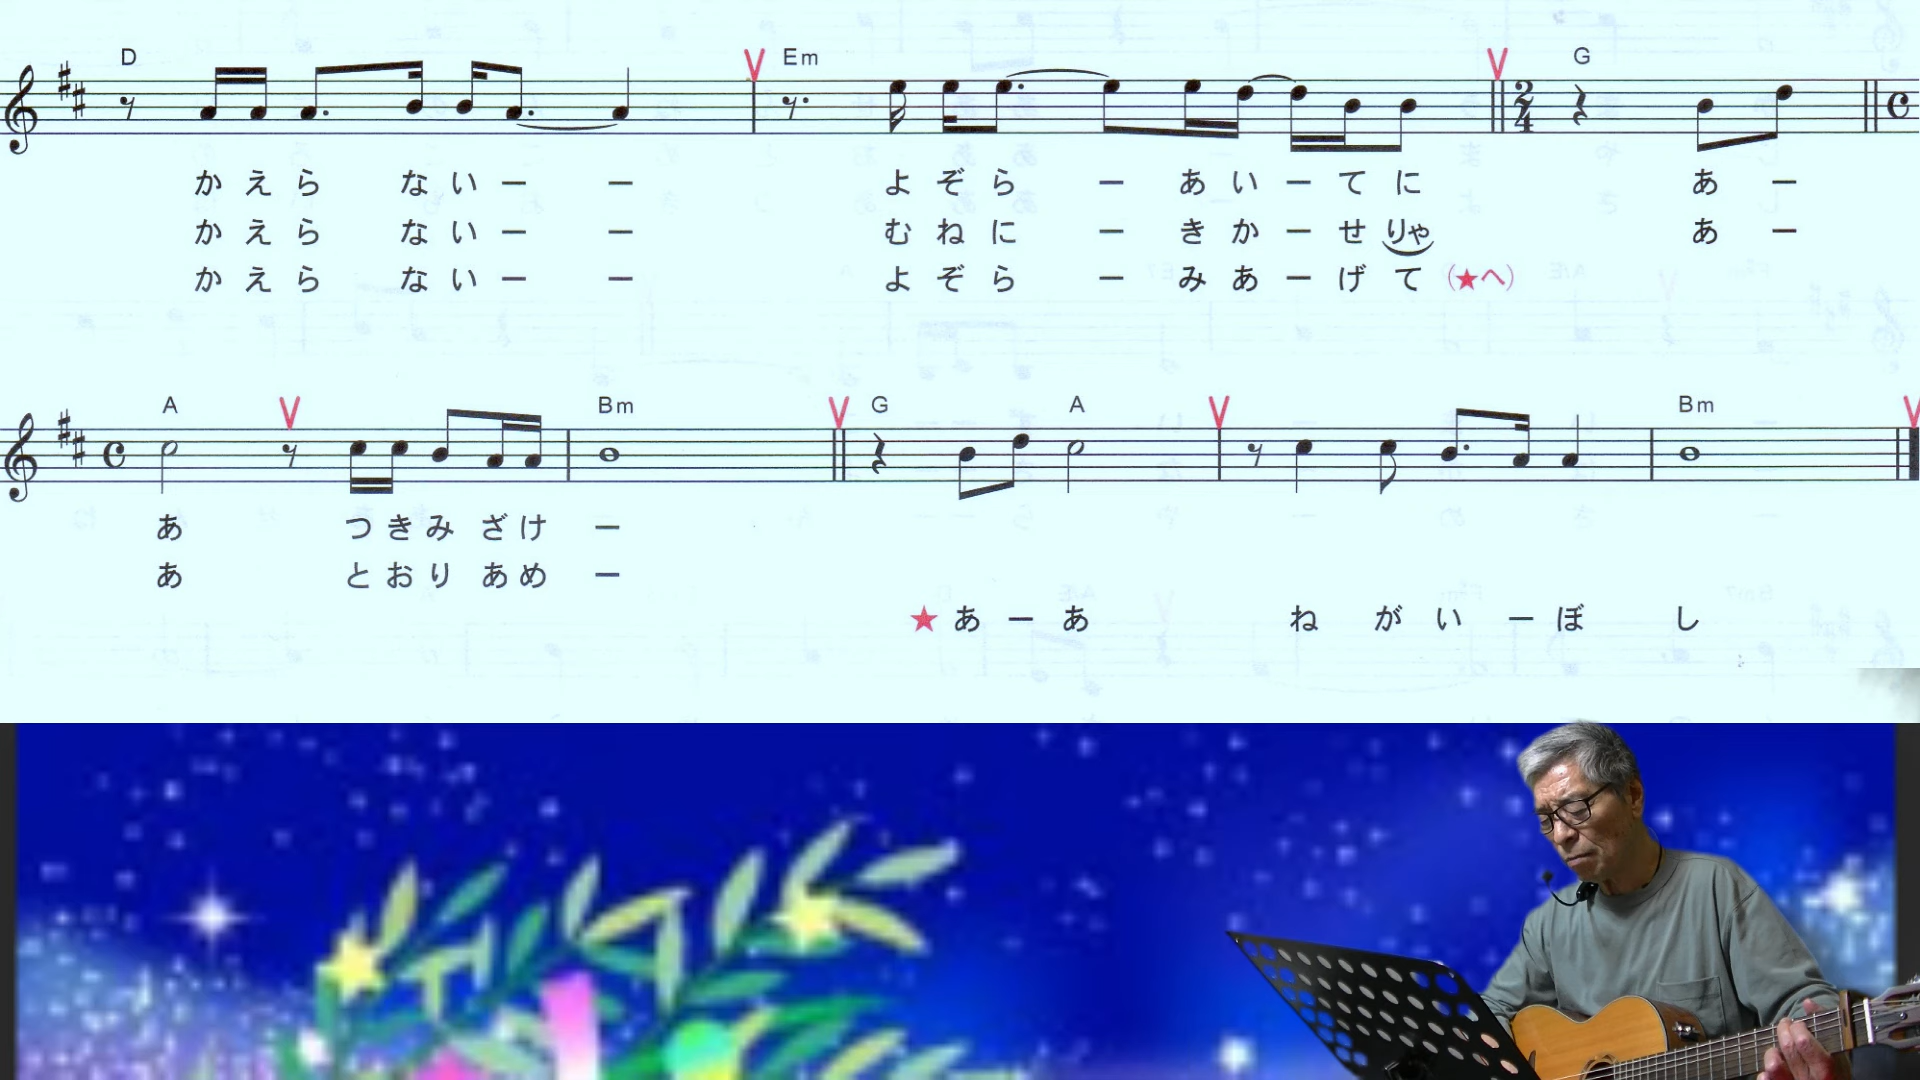 D Em G
か え ら な い ー ー よ ぞ ら ー あ い ー て に あ ー
か え ら な い ー ー む ね に ー き か ー せ りゃ あ ー
か え ら な い ー ー よ ぞ ら ー み あ ー げ て (★へ)
A Bm G A Bm
あ つ き み ざ け ー
あ と お り あ め ー
★ あ ー あ ね が い ー ぼ し